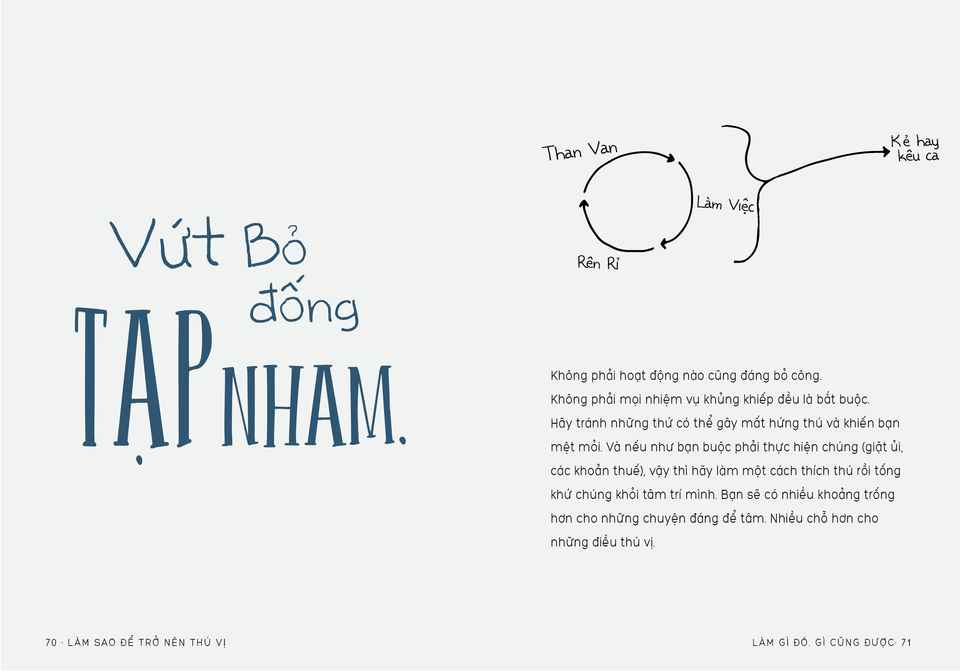 Vứt Bỏ
đống
TẠP NHAM.
Than Van
Làm Việc
Rên Rỉ
Kẻ hay
kêu ca
Không phải hoạt động nào cũng đáng bỏ công.
Không phải mọi nhiệm vụ khủng khiếp đều là bắt buộc.
Hãy tránh những thứ có thể gây mất hứng thú và khiến bạn
mệt mỏi. Và nếu như bạn buộc phải thực hiện chúng (giặt ủi,
các khoản thuế), vậy thì hãy làm một cách thích thú rồi tống
khứ chúng khỏi tâm trí mình. Bạn sẽ có nhiều khoảng trống
hơn cho những chuyện đáng để tâm. Nhiều chỗ hơn cho
những điều thú vị.
70 · LÀM SAO ĐỂ TRỞ NÊN THÚ VỊ
LÀM GÌ ĐÓ. GÌ CŨNG ĐƯỢC · 71